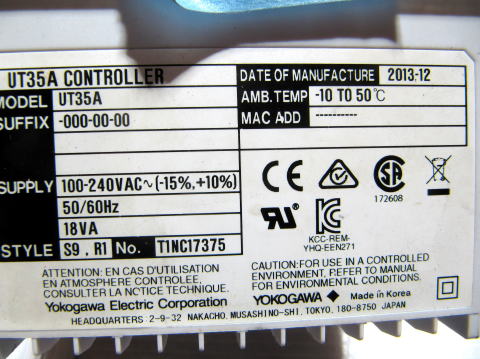 UT35A CONTROLLER
DATE OF MANUFACTURE 2013-12
MODEL UT35A
AMB.TEMP -10 TO 50℃
SUFFIX -000-00-00
MAC ADD ----------
SUPPLY 100-240VAC~(-15%,+10%)
50/60Hz
18VA
CE
SA
172608
KCC-REM-
YHQ-EEN271
STYLE S9 , R1 No. T1NC17375
ATTENTION: EN CAS D'UTILISATION
EN ATMOSPHERE CONTROLEE,
CONSULTER LA NOTICE TECHNIQUE.
CAUTION:FOR USE IN A CONTROLLED
ENVIRONMENT, REFER TO MANUAL
FOR ENVIRONMENTAL CONDITIONS.
Yokogawa Electric Corporation
YOKOGAWA Made in Korea
HEADQUARTERS 2-9-32 NAKACHO, MUSASHINO-SHI, TOKYO, 180-8750 JAPAN